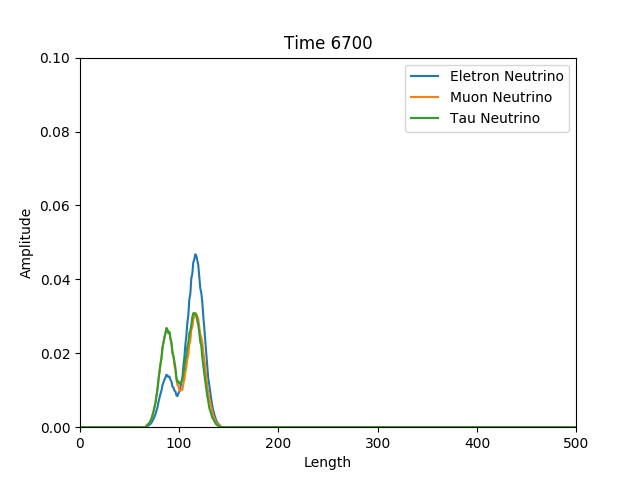 Time 6700
Amplitude
0.10
0.08
0.06
0.04
0.02
0.00
Eletron Neutrino
Muon Neutrino
Tau Neutrino
0 100 200 300 400 500
Length